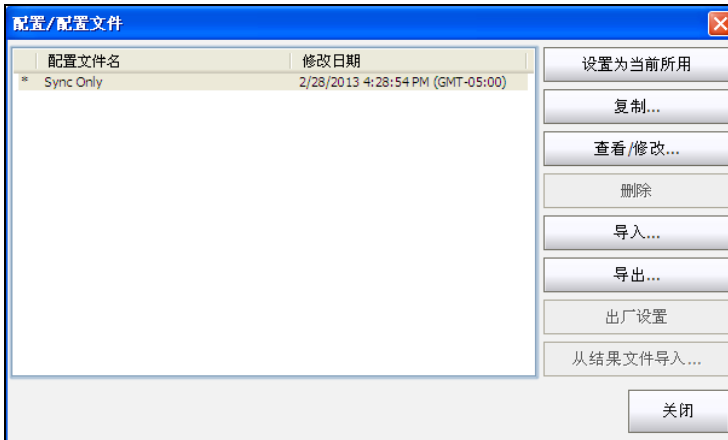 配置/配置文件
配置文件名 修改日期
* Sync Only 2/28/2013 4:28:54 PM (GMT-05:00)
设置为当前所用
复制...
查看/修改...
删除
导入...
导出...
出厂设置
从结果文件导入...
关闭